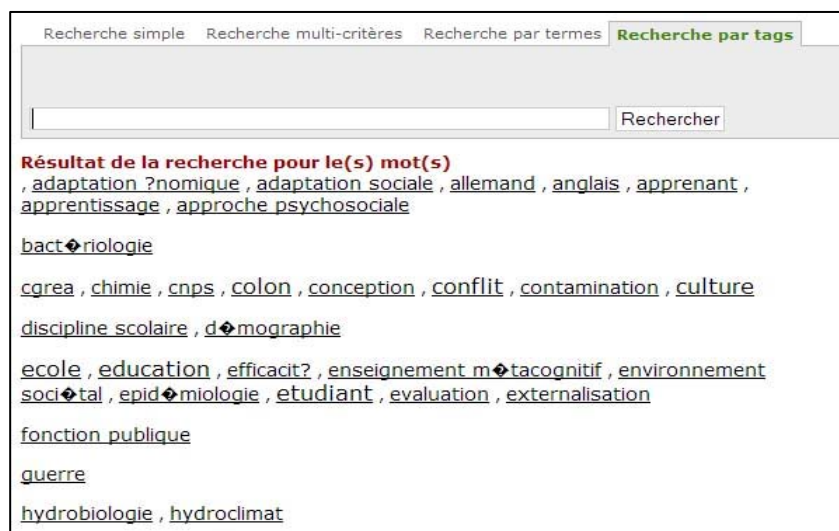 Recherche simple Recherche multi-critères Recherche par termes Recherche par tags
Rechercher
Résultat de la recherche pour le(s) mot(s)
, adaptation ?nomique , adaptation sociale , allemand , anglais , apprenant ,
apprentissage , approche psychosociale
bact�riologie
cgrea , chimie , cnps , colon , conception , conflit , contamination , culture
discipline scolaire , d�mographie
ecole , education , efficacit? , enseignement m�tacognitif , environnement
soci�tal , epid�miologie , etudiant , evaluation , externalisation
fonction publique
guerre
hydrobiologie , hydroclimat